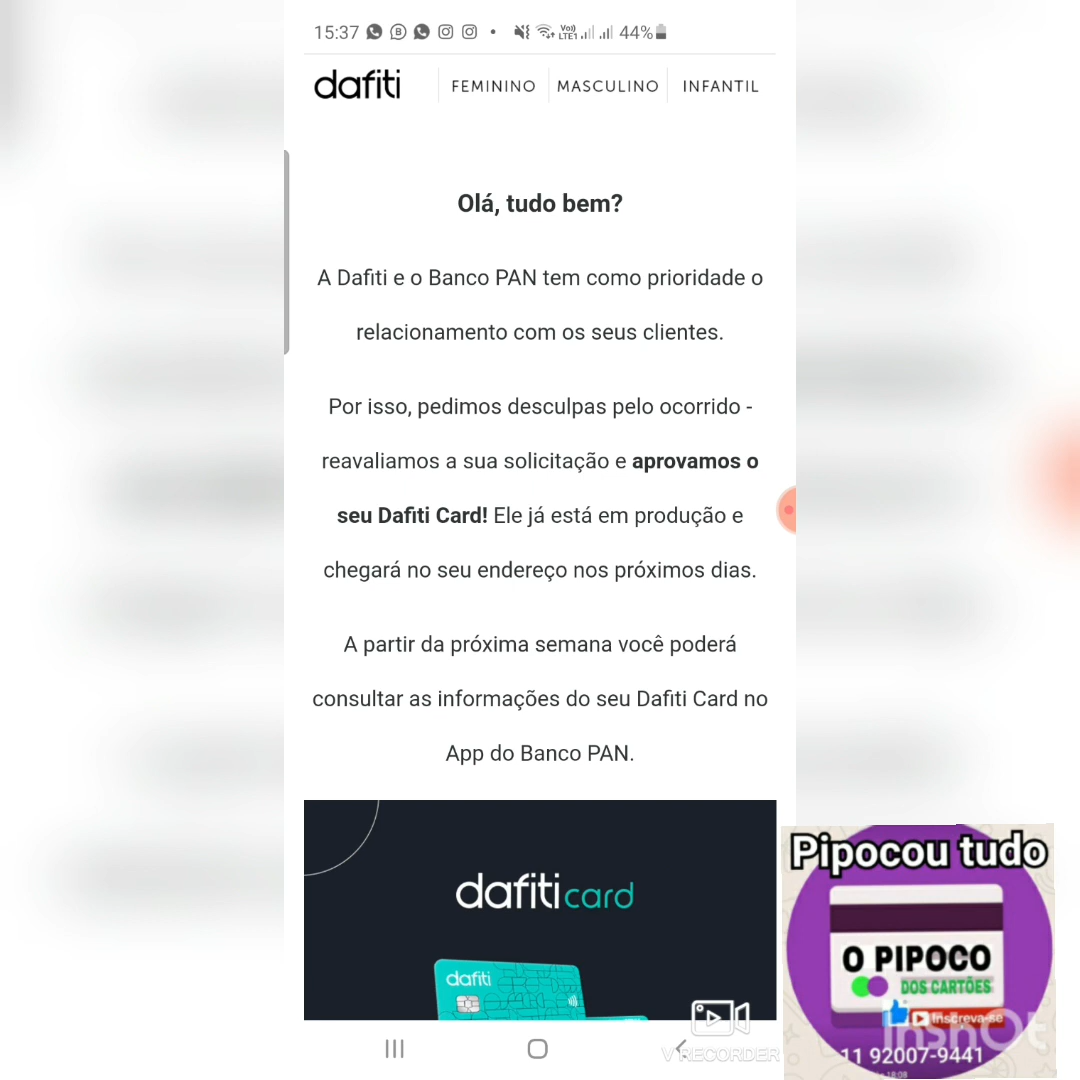 15:37 44%
dafiti FEMININO MASCULINO INFANTIL
Olá, tudo bem?
A Dafiti e o Banco PAN tem como prioridade o
relacionamento com os seus clientes.
Por isso, pedimos desculpas pelo ocorrido -
reavaliamos a sua solicitação e aprovamos o
seu Dafiti Card! Ele já está em produção e
chegará no seu endereço nos próximos dias.
A partir da próxima semana você poderá
consultar as informações do seu Dafiti Card no
App do Banco PAN.
dafiti card
dafiti
Pipocou tudo
O PIPOCO
DOS CARTÕES
Inscreva-se
InShOt
V RECORDER
11 92007-9441
18:08